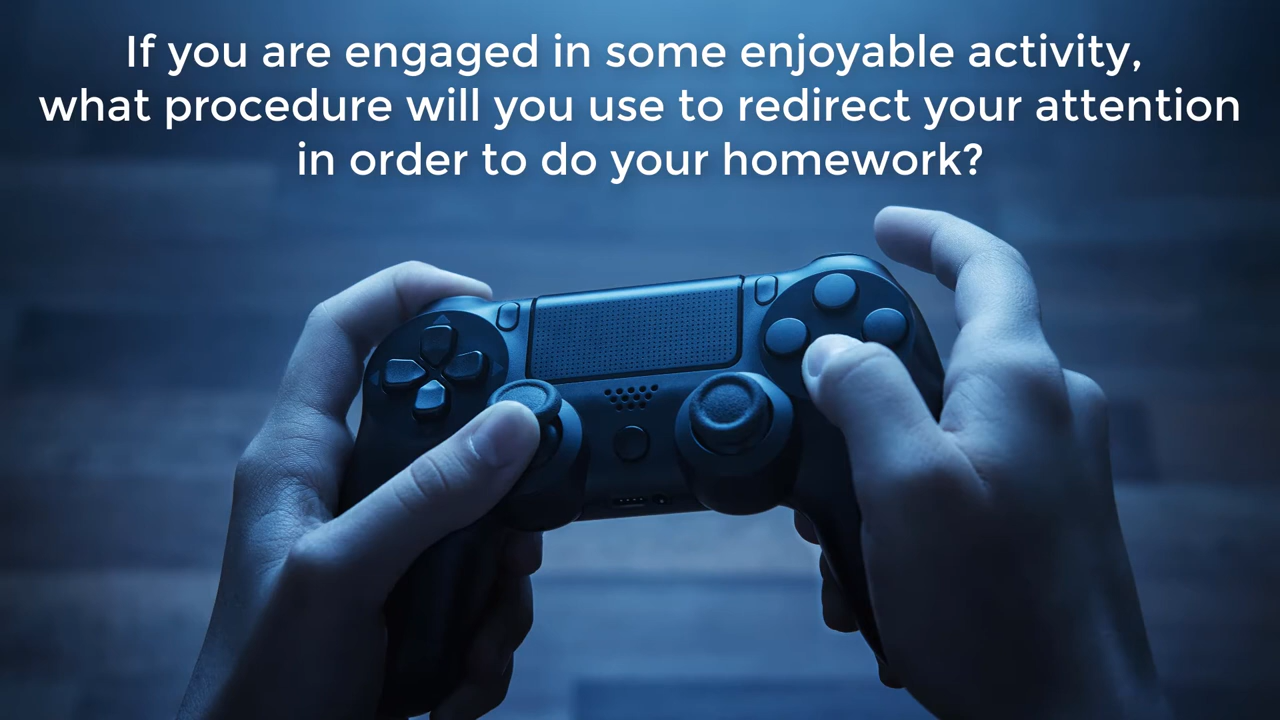 If you are engaged in some enjoyable activity,
what procedure will you use to redirect your attention
in order to do your homework?